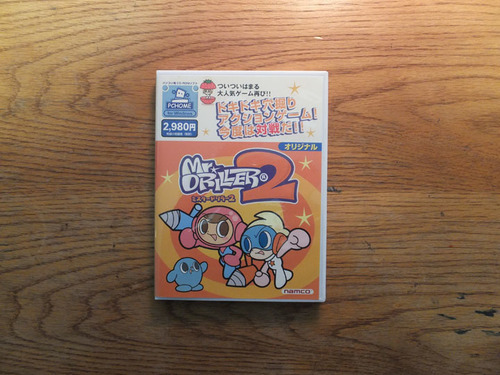 PCHOME
2,980円
ついついはまる
大人気ゲーム再び!!
ドキドキ穴掘り
アクションゲーム!
今度は対戦だ!!
オリジナル
MR.
DRILLER®2
ミスタードリラー2
namco